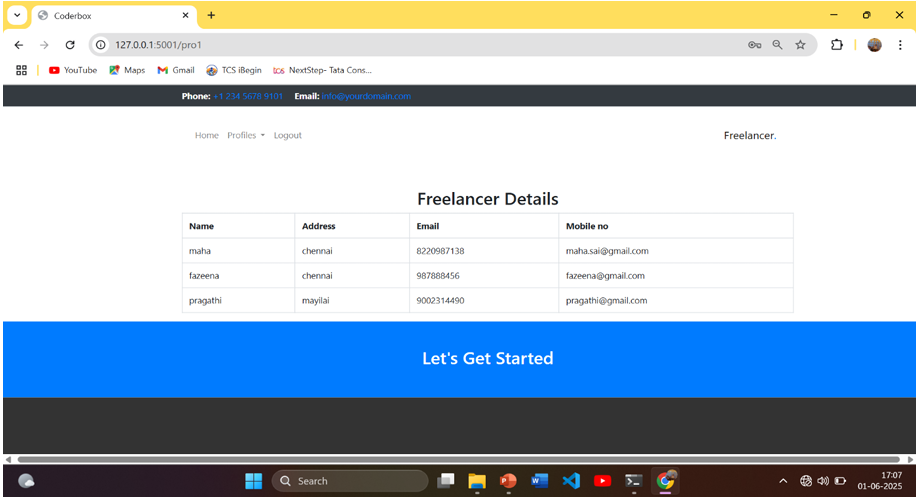 Coderbox
127.0.0.1:5001/pro1
YouTube Maps Gmail TCS iBegin NextStep- Tata Cons...
Phone: +1 234 5678 9101 Email: info@yourdomain.com
Home Profiles Logout Freelancer.
Freelancer Details
Name Address Email Mobile no
maha chennai 8220987138 maha.sai@gmail.com
fazeena chennai 987888456 fazeena@gmail.com
pragathi mayilai 9002314490 pragathi@gmail.com
Let's Get Started
Search 17:07
01-06-2025